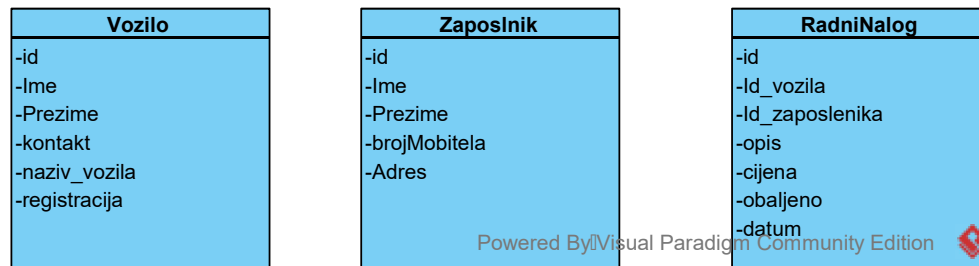 Vozilo
-id
-Ime
-Prezime
-kontakt
-naziv_vozila
-registracija
Zaposlnik
-id
-Ime
-Prezime
-brojMobitela
-Adres
RadniNalog
-id
-Id_vozila
-Id_zaposlenika
-opis
-cijena
-obaljeno
-datum
Powered By Visual Paradigm Community Edition